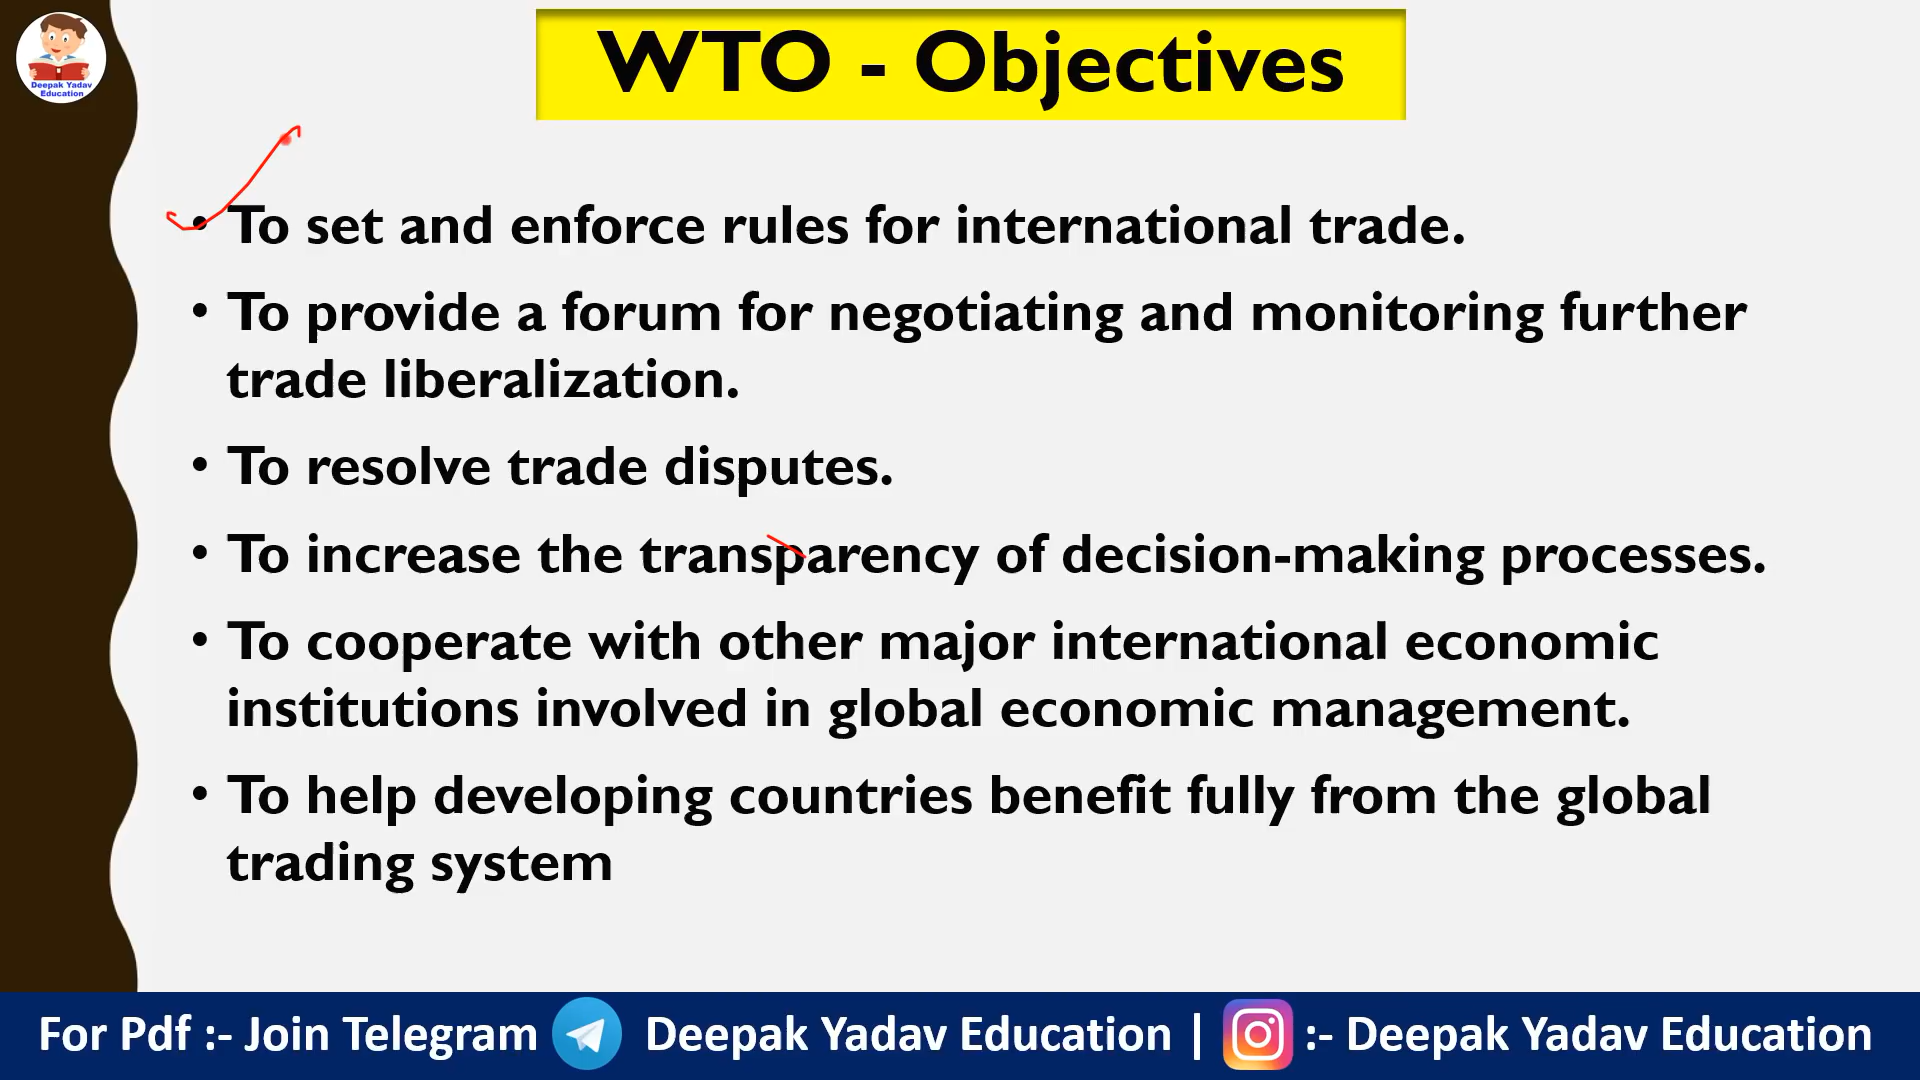 Deepak Yadav
Education
WTO - Objectives
• To set and enforce rules for international trade.
• To provide a forum for negotiating and monitoring further
trade liberalization.
• To resolve trade disputes.
• To increase the transparency of decision-making processes.
• To cooperate with other major international economic
institutions involved in global economic management.
• To help developing countries benefit fully from the global
trading system
For Pdf :- Join Telegram Deepak Yadav Education | :- Deepak Yadav Education